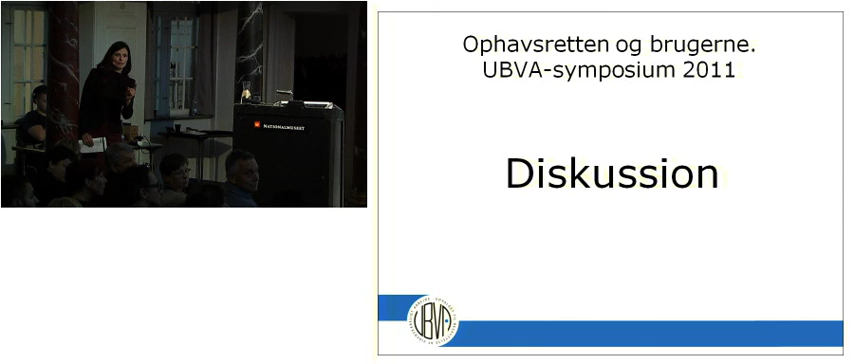 NATIONALMUSEET
Ophavsretten og brugerne.
UBVA-symposium 2011
Diskussion
UBVA